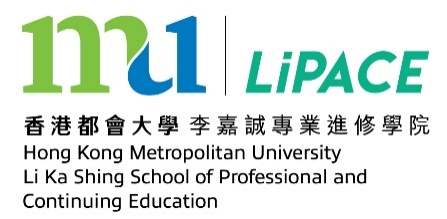 mu LiPACE
香港都會大學 李嘉誠專業進修學院
Hong Kong Metropolitan University
Li Ka Shing School of Professional and
Continuing Education